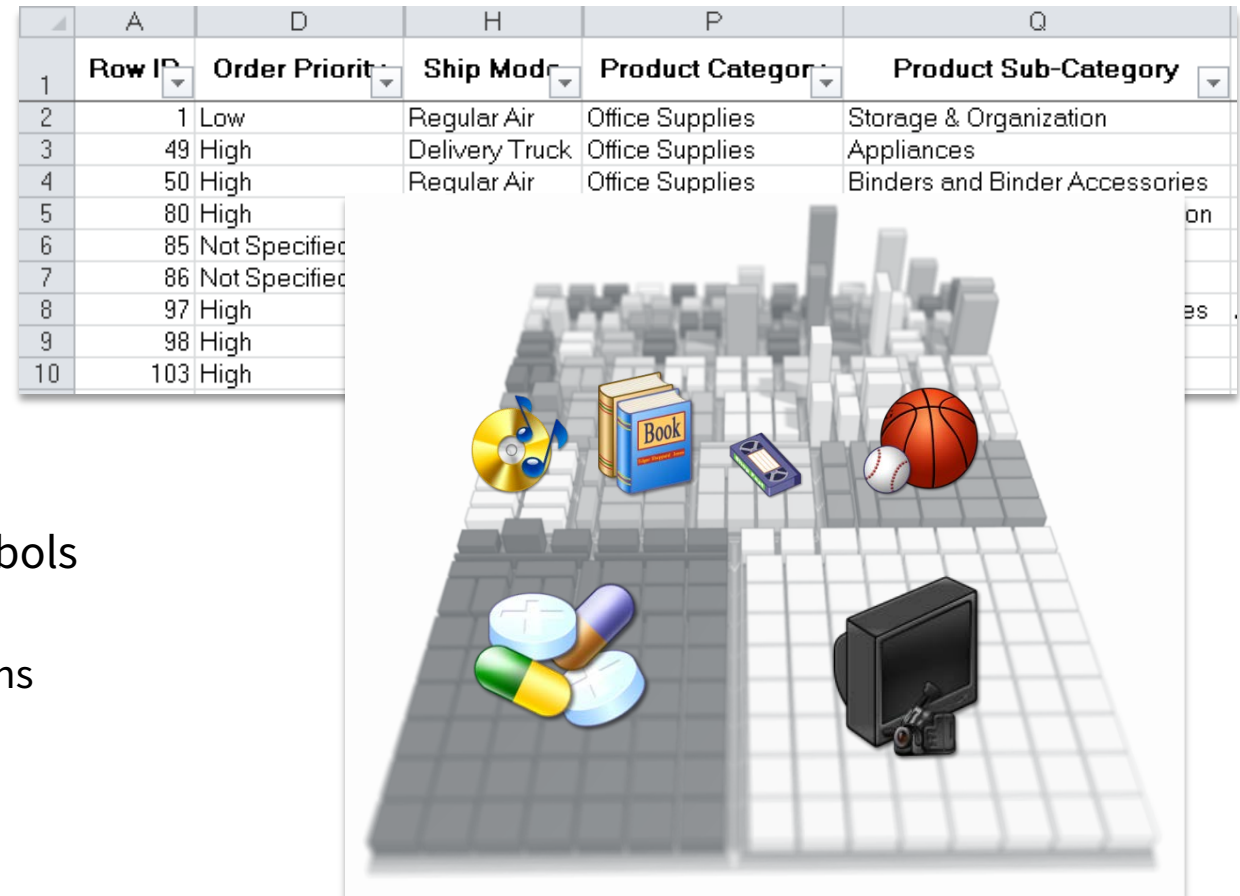 A D H P Q
1 Row ID Order Priority Ship Mode Product Category Product Sub-Category
2 1 Low Regular Air Office Supplies Storage & Organization
3 49 High Delivery Truck Office Supplies Appliances
4 50 High Regular Air Office Supplies Binders and Binder Accessories
5 80 High on
6 85 Not Specified
7 86 Not Specified
8 97 High es
9 98 High
10 103 High
Book
bols
ns